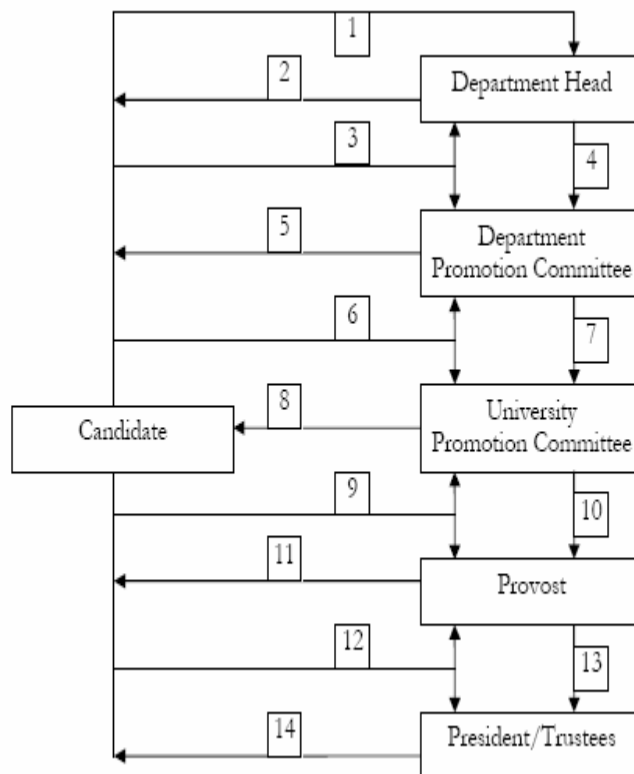 1
2
Department Head
3
4
5
Department
Promotion Committee
6
7
8
University
Promotion Committee
Candidate
9
10
11
Provost
12
13
14
President/Trustees